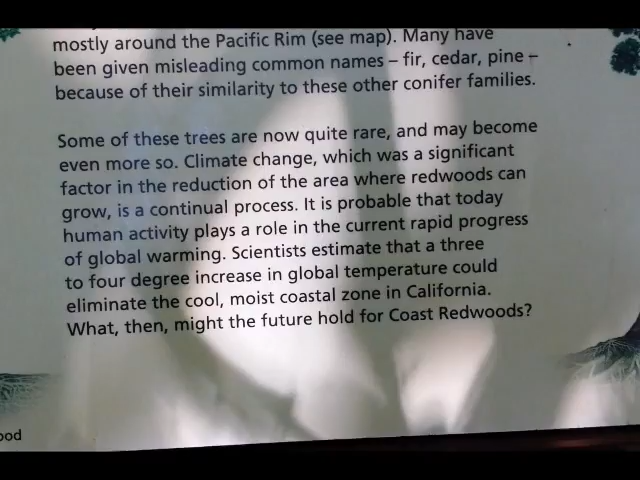 mostly around the Pacific Rim (see map). Many have
been given misleading common names – fir, cedar, pine –
because of their similarity to these other conifer families.
Some of these trees are now quite rare, and may become
even more so. Climate change, which was a significant
factor in the reduction of the area where redwoods can
grow, is a continual process. It is probable that today
human activity plays a role in the current rapid progress
of global warming. Scientists estimate that a three
to four degree increase in global temperature could
eliminate the cool, moist coastal zone in California.
What, then, might the future hold for Coast Redwoods?